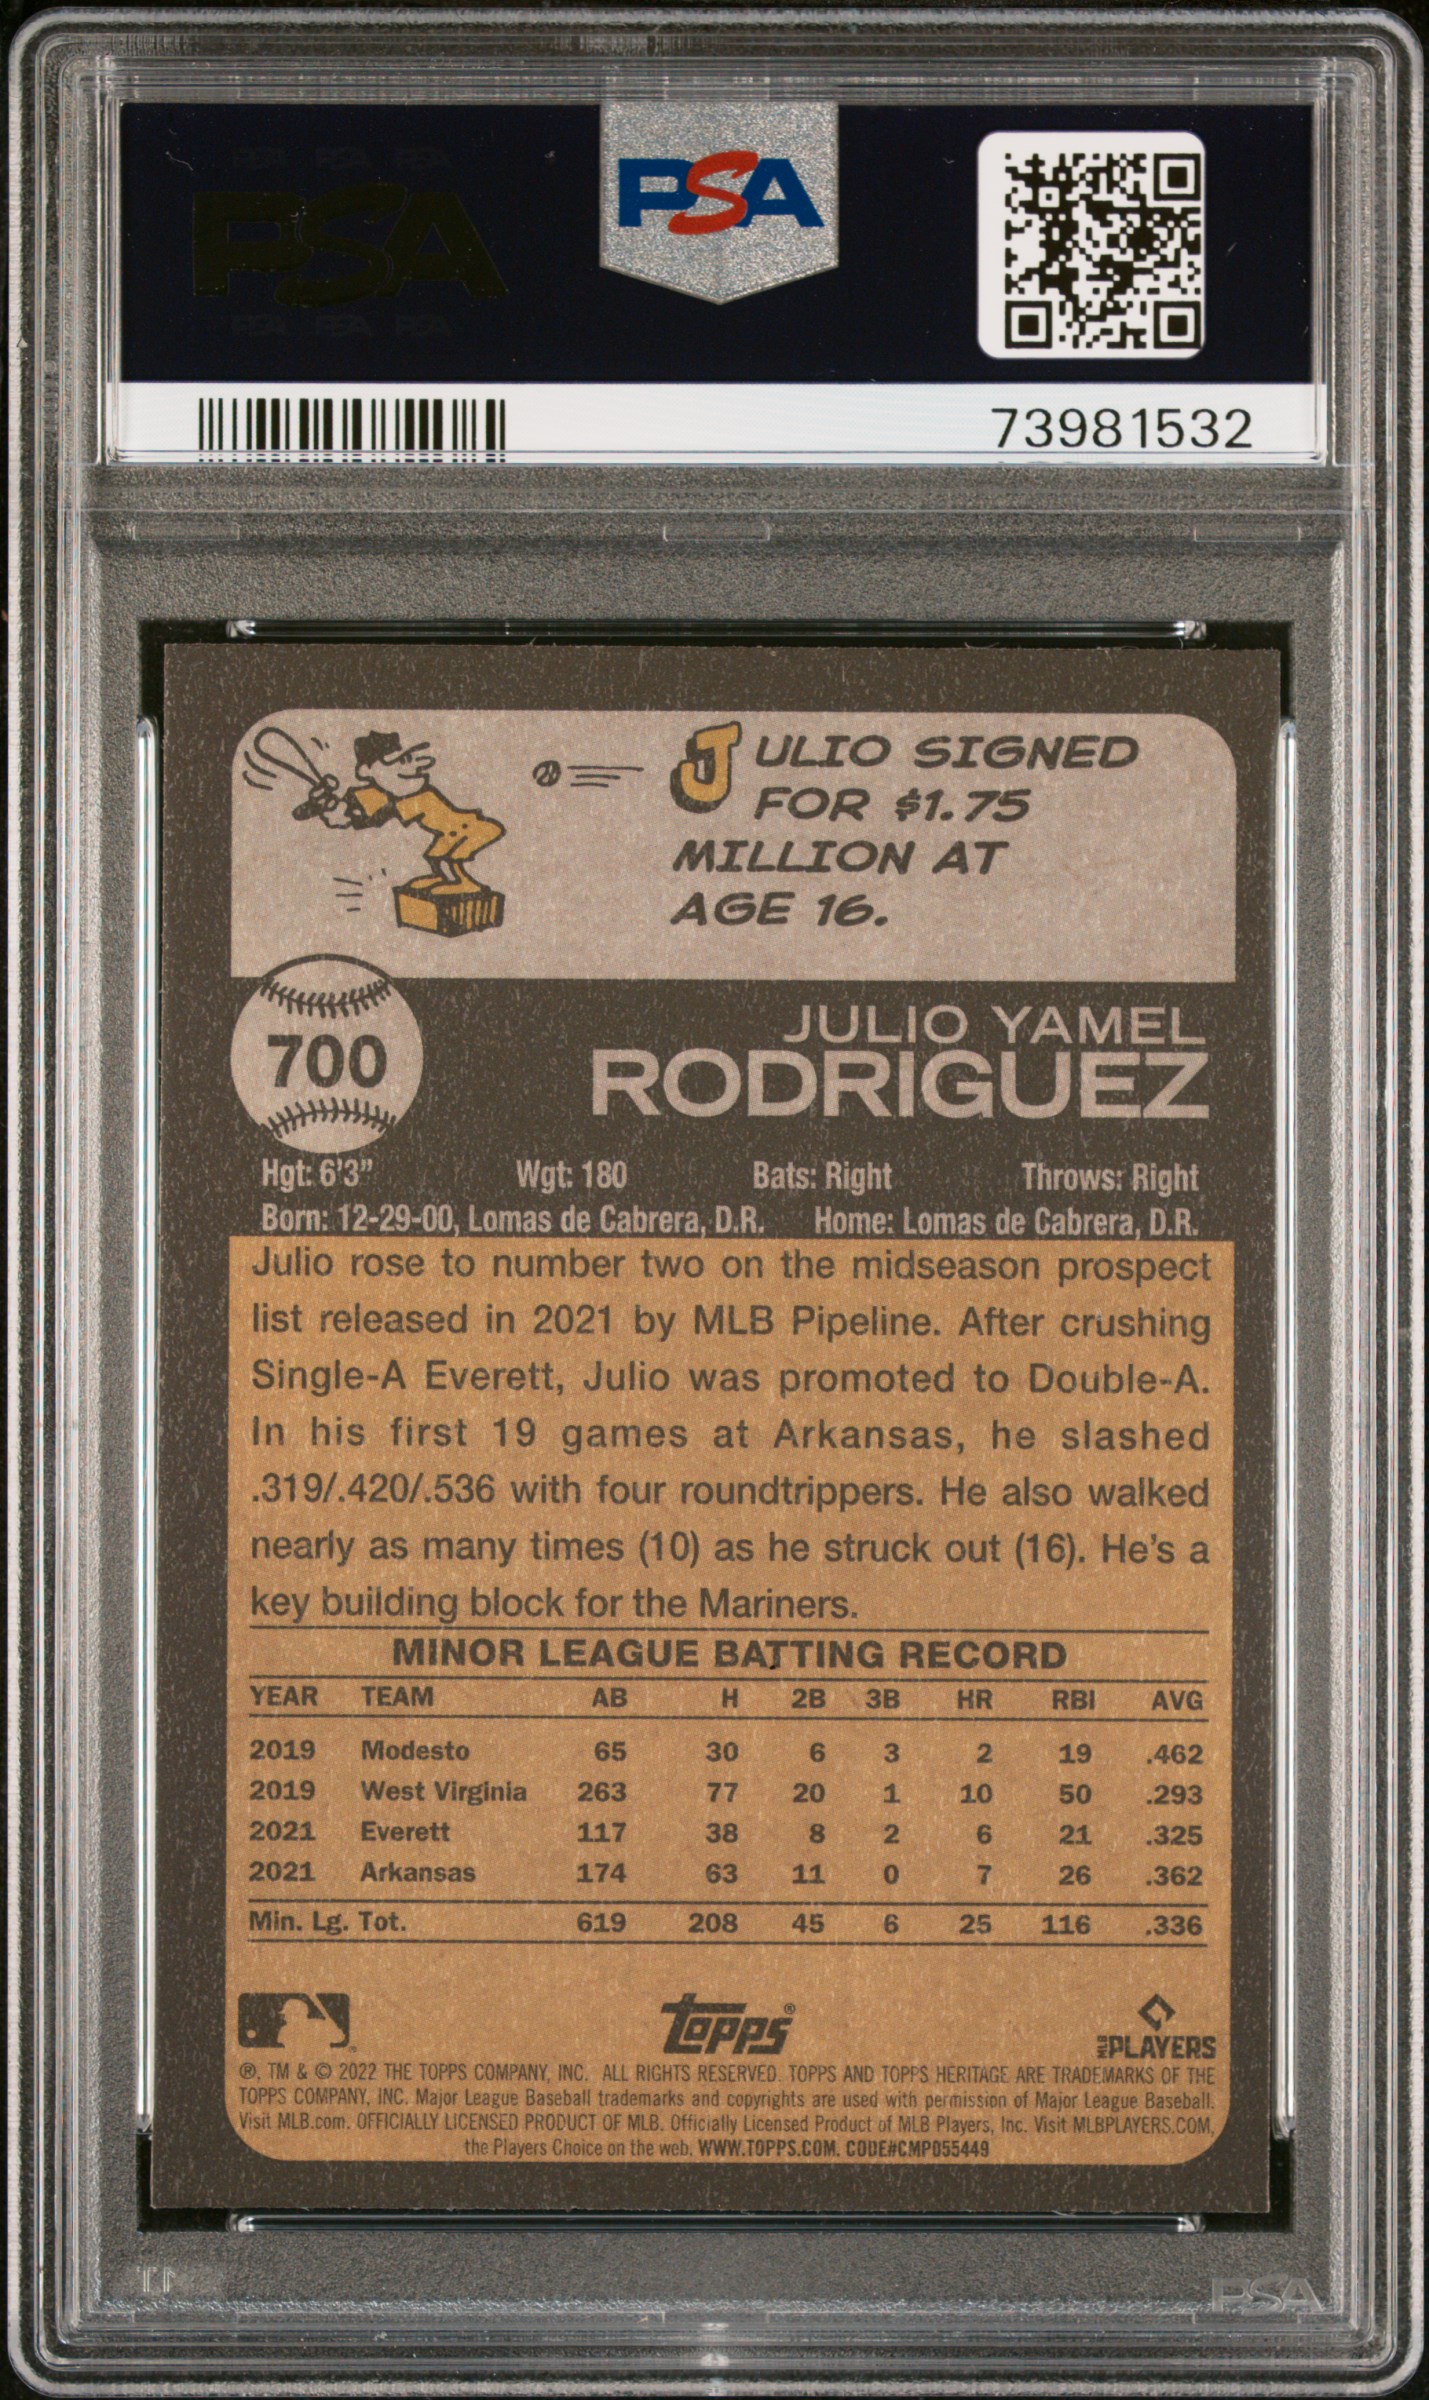 PSA
PSA PSA PSA
PSA
PSA PSA PSA
73981532
JULIO SIGNED
FOR $1.75
MILLION AT
AGE 16.
700
JULIO YAMEL
RODRIGUEZ
Hgt: 6'3" Wgt: 180 Bats: Right Throws: Right
Born: 12-29-00, Lomas de Cabrera, D.R. Home: Lomas de Cabrera, D.R.
Julio rose to number two on the midseason prospect
list released in 2021 by MLB Pipeline. After crushing
Single-A Everett, Julio was promoted to Double-A.
In his first 19 games at Arkansas, he slashed
.319/.420/.536 with four roundtrippers. He also walked
nearly as many times (10) as he struck out (16). He's a
key building block for the Mariners.
MINOR LEAGUE BATTING RECORD
YEAR TEAM AB H 2B 3B HR RBI AVG
2019 Modesto 65 30 6 3 2 19 .462
2019 West Virginia 263 77 20 1 10 50 .293
2021 Everett 117 38 8 2 6 21 .325
2021 Arkansas 174 63 11 0 7 26 .362
Min. Lg. Tot. 619 208 45 6 25 116 .336
Topps®
MLB PLAYERS
®, TM & © 2022 THE TOPPS COMPANY, INC. ALL RIGHTS RESERVED. TOPPS AND TOPPS HERITAGE ARE TRADEMARKS OF THE
TOPPS COMPANY, INC. Major League Baseball trademarks and copyrights are used with permission of Major League Baseball.
Visit MLB.com. OFFICIALLY LICENSED PRODUCT OF MLB. Officially Licensed Product of MLB Players, Inc. Visit MLBPLAYERS.COM,
the Players Choice on the web. WWW.TOPPS.COM. CODE#CMP055449
PSA